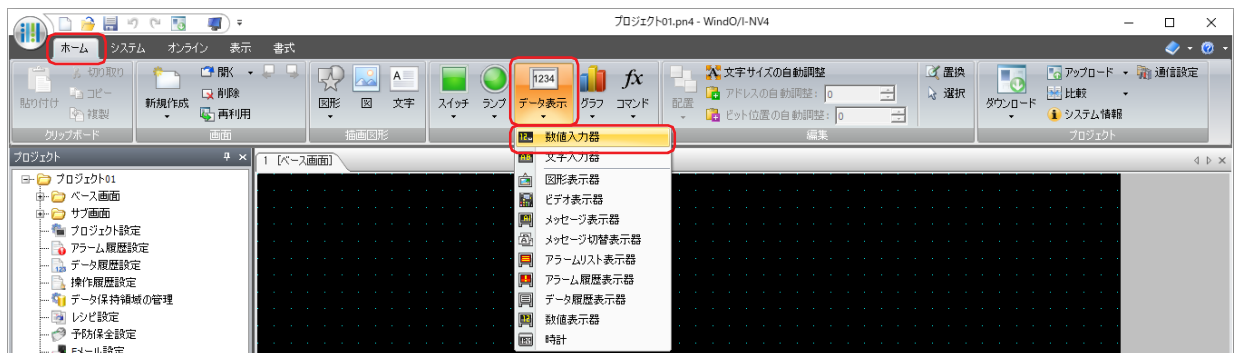 プロジェクト01.pn4 - WindO/I-NV4
ホーム システム オンライン 表示 書式
貼り付け 切り取り コピー 複製
クリップボード
新規作成 開く 削除 再利用
画面
図形 図 文字
描画図形
スイッチ ランプ 1234 データ表示 グラフ fx コマンド
配置 文字サイズの自動調整 アドレスの自動調整: 0 ビット位置の自動調整: 0 置換 選択
編集
ダウンロード アップロード 比較 システム情報 通信設定
プロジェクト
数値入力器
文字入力器
図形表示器
ビデオ表示器
メッセージ表示器
メッセージ切替表示器
アラームリスト表示器
アラーム履歴表示器
データ履歴表示器
数値表示器
時計
プロジェクト
1 [ベース画面]
プロジェクト01
ベース画面
サブ画面
プロジェクト設定
アラーム履歴設定
データ履歴設定
操作履歴設定
データ保持領域の管理
レシピ設定
予防保全設定
Eメール設定